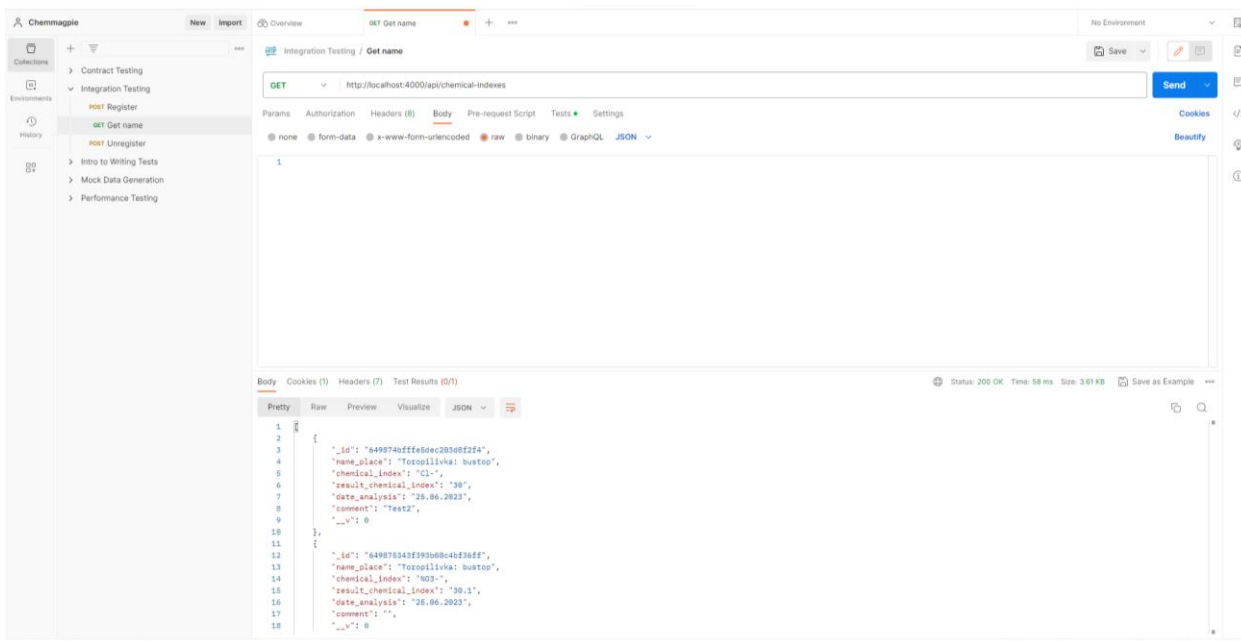 Chemmagpie New Import Overview GET Get name No Environment
Collections
Contract Testing
Integration Testing
POST Register
GET Get name
POST Unregister
Intro to Writing Tests
Mock Data Generation
Performance Testing
Environments
History
Integration Testing / Get name Save
GET http://localhost:4000/api/chemical-indexes Send
Params Authorization Headers (8) Body Pre-request Script Tests Settings Cookies
none form-data x-www-form-urlencoded raw binary GraphQL JSON Beautify
1
Body Cookies (1) Headers (7) Test Results (0/1) Status: 200 OK Time: 58 ms Size: 3.61 KB Save as Example
Pretty Raw Preview Visualize JSON
1 [
2 {
3 "_id":
4 "name_place": "Toropilivka: bustop",
5 "chemical_index": "Cl-",
6 "result_chemical_index": "30",
7 "date_analysis": "25.06.2023",
8 "comment": "Test2",
9 "__v": 0
10 },
11 {
12 "_id":
13 "name_place": "Toropilivka: bustop",
14 "chemical_index": "NO3-",
15 "result_chemical_index": "30.1",
16 "date_analysis": "25.06.2023",
17 "comment": "",
18 "__v": 0